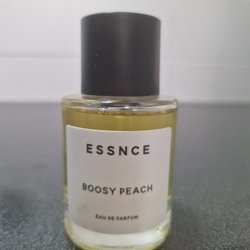 ESSNCE
BOOSY PEACH
EAU DE PARFUM